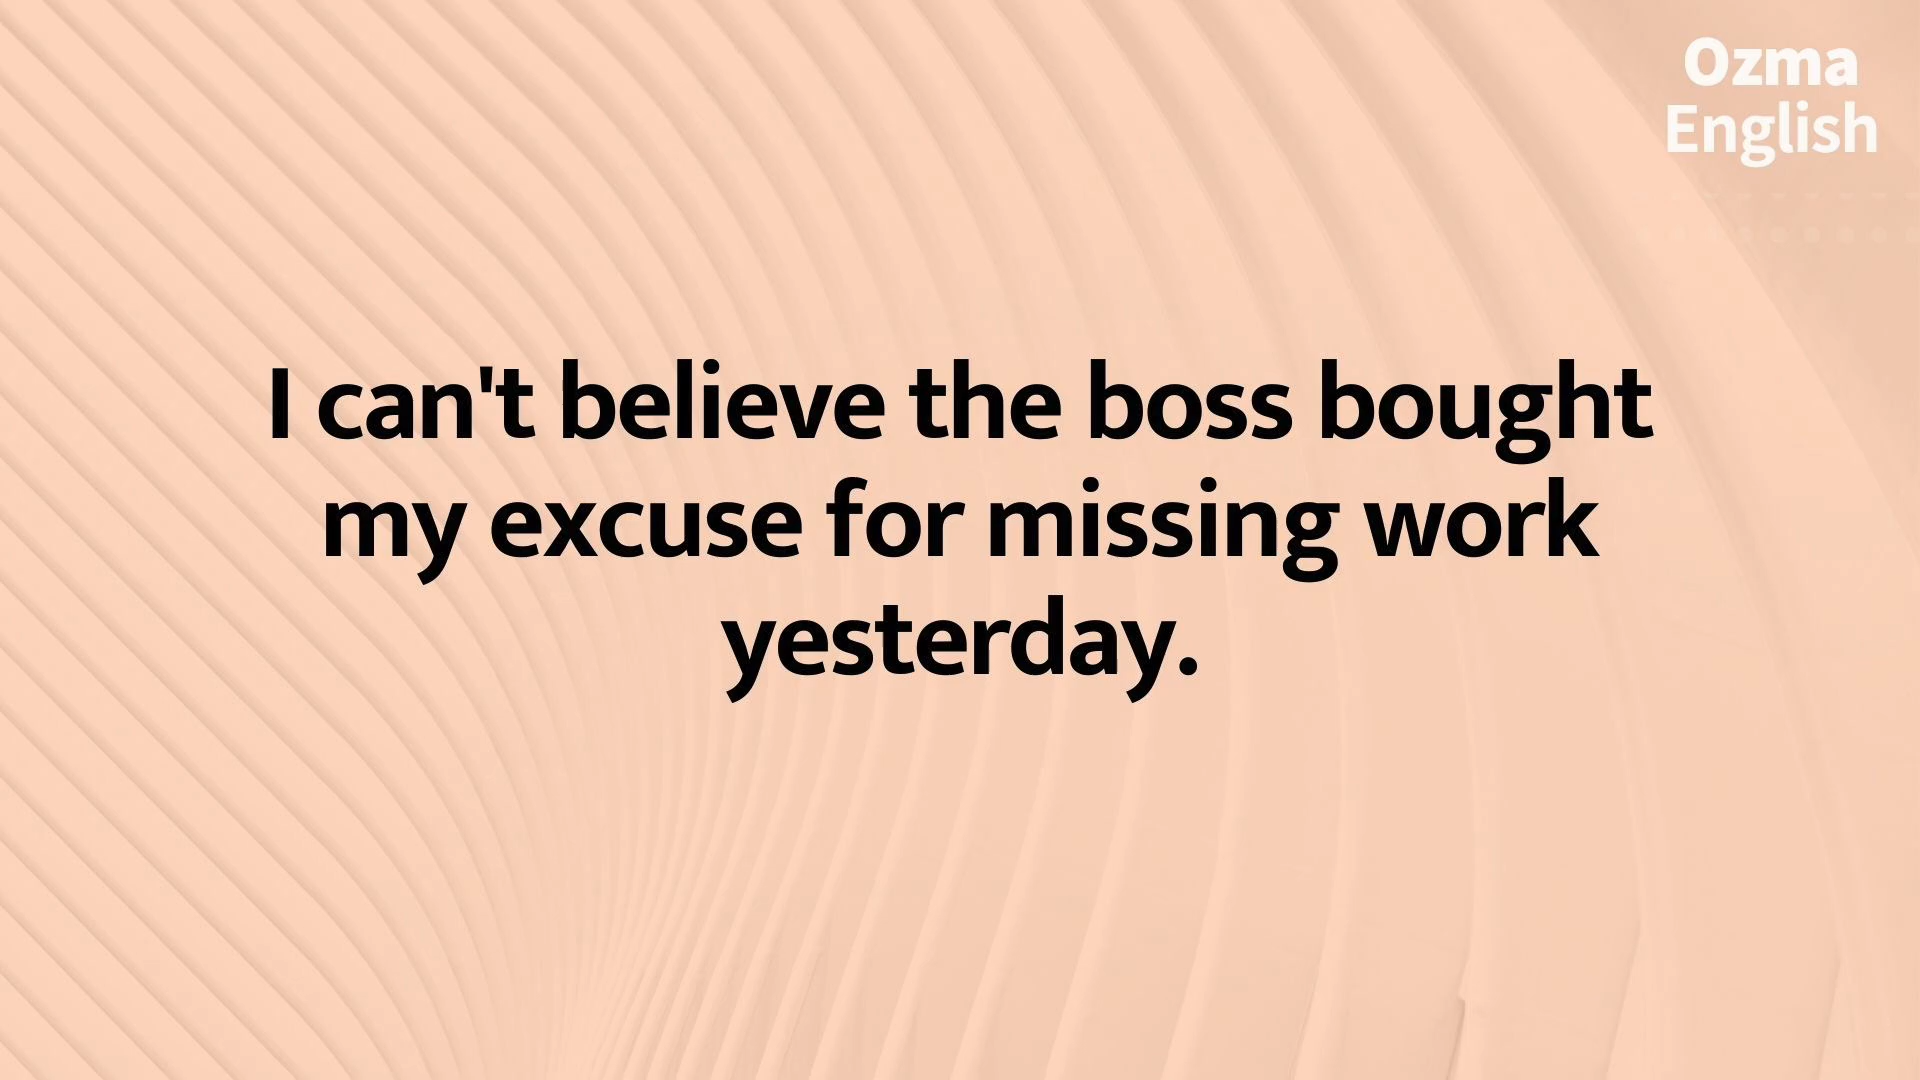 Ozma
English
I can't believe the boss bought
my excuse for missing work
yesterday.